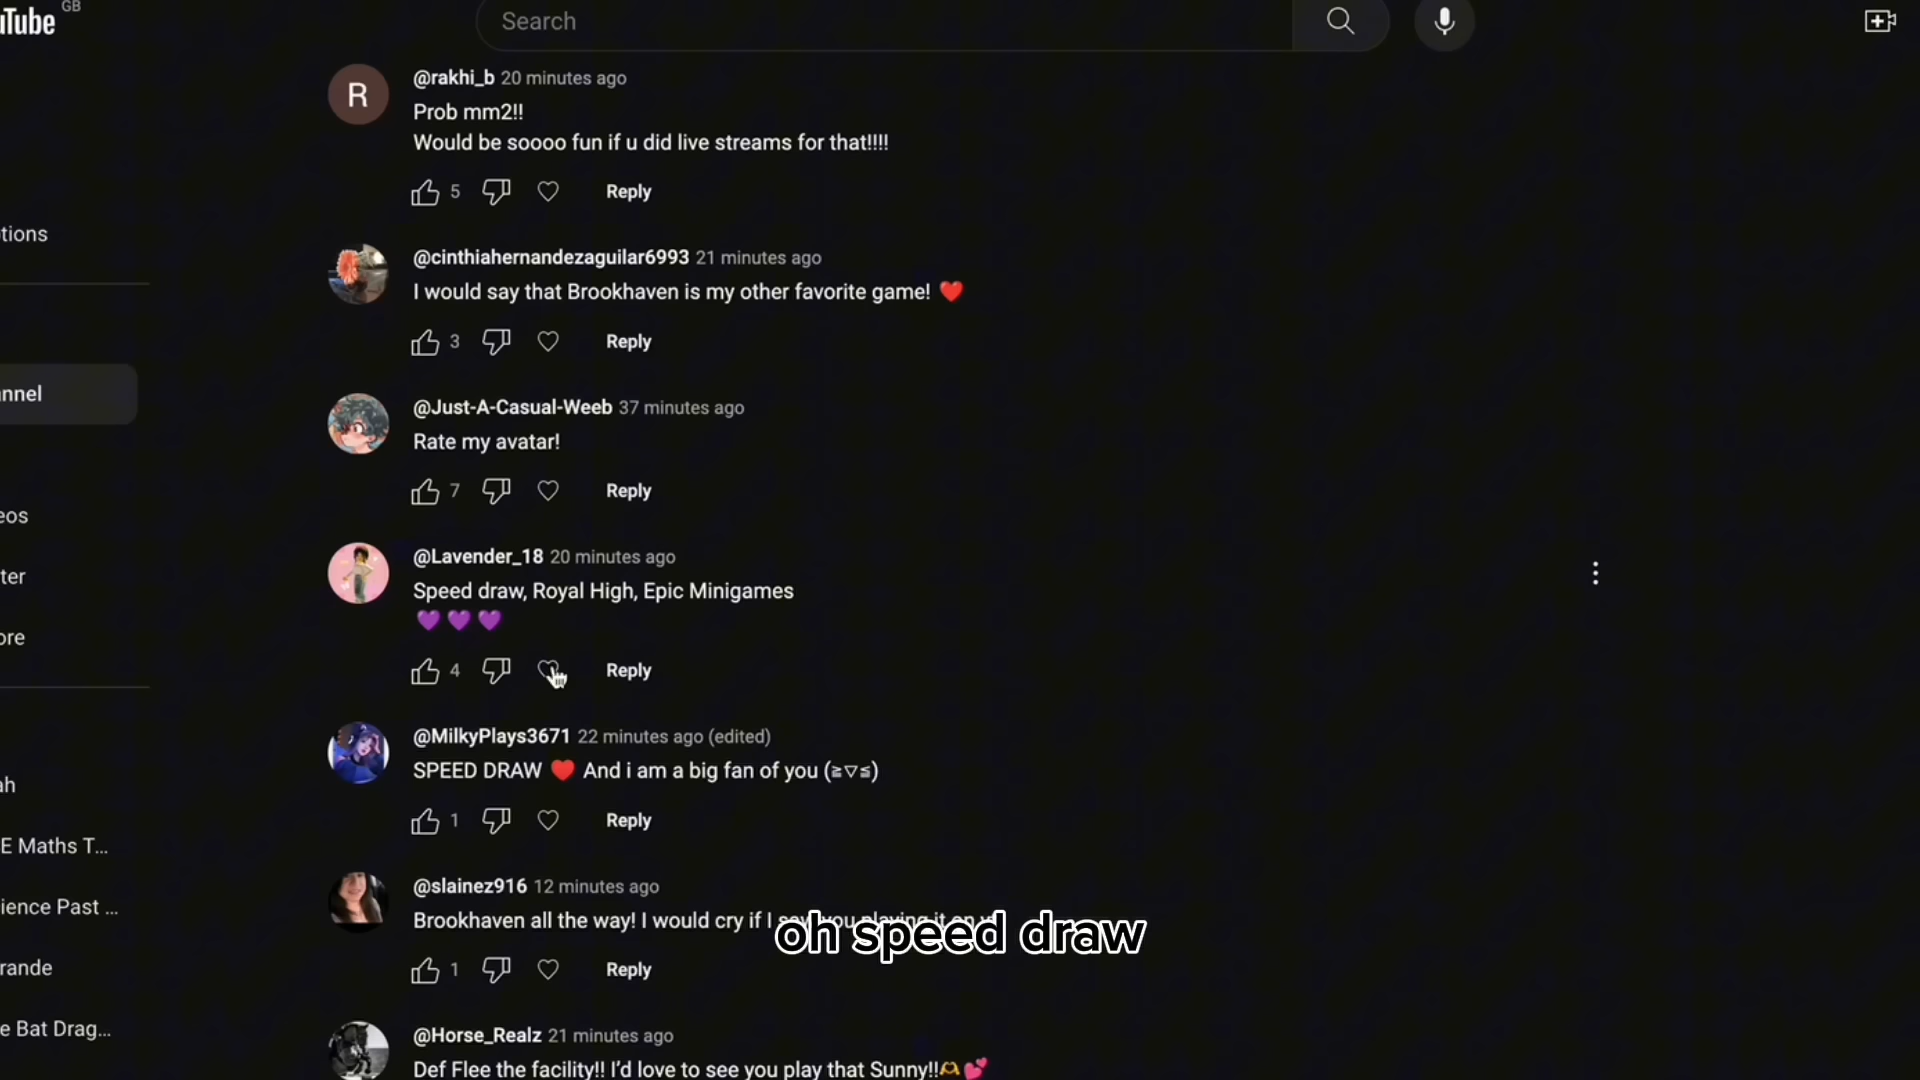 uTube GB
Search
@rakhi_b 20 minutes ago
R
Prob mm2!!
Would be soooo fun if u did live streams for that!!!!
5 Reply
tions
@cinthiahernandezaguilar6993 21 minutes ago
I would say that Brookhaven is my other favorite game! ❤️
3 Reply
nnel
@Just-A-Casual-Weeb 37 minutes ago
Rate my avatar!
7 Reply
eos
@Lavender_18 20 minutes ago
ter
Speed draw, Royal High, Epic Minigames
💜💜💜
ore
4 Reply
@MilkyPlays3671 22 minutes ago (edited)
SPEED DRAW ❤️ And i am a big fan of you (≧▽≦)
ah
1 Reply
E Maths T...
@slainez916 12 minutes ago
ience Past ...
Brookhaven all the way! I would cry if I
oh speed draw
rande
1 Reply
e Bat Drag...
@Horse_Realz 21 minutes ago
Def Flee the facility!! I'd love to see you play that Sunny!!🫶💕